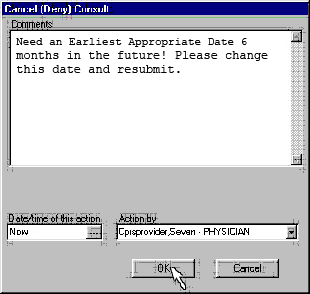 Cancel (Deny) Consult
Comments
Need an Earliest Appropriate Date 6
months in the future! Please change
this date and resubmit.
Date/time of this action
Action by
Now
...
Cprsprovider,Seven - PHYSICIAN
OK
Cancel